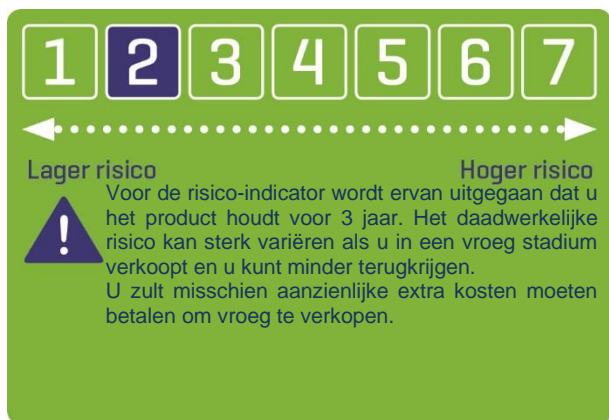 1 2 3 4 5 6 7
Lager risico Hoger risico
Voor de risico-indicator wordt ervan uitgegaan dat u
het product houdt voor 3 jaar. Het daadwerkelijke
risico kan sterk variëren als u in een vroeg stadium
verkoopt en u kunt minder terugkrijgen.
U zult misschien aanzienlijke extra kosten moeten
betalen om vroeg te verkopen.